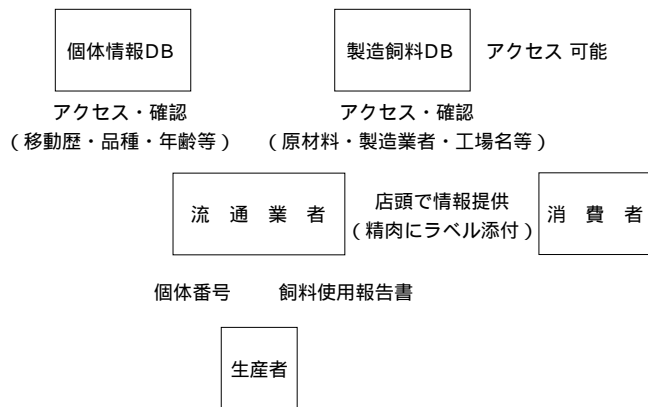 個体情報DB
製造飼料DB
アクセス 可能
アクセス・確認
（移動歴・品種・年齢等）
アクセス・確認
（原材料・製造業者・工場名等）
流 通 業 者
店頭で情報提供
（精肉にラベル添付）
消 費 者
個体番号
飼料使用報告書
生産者